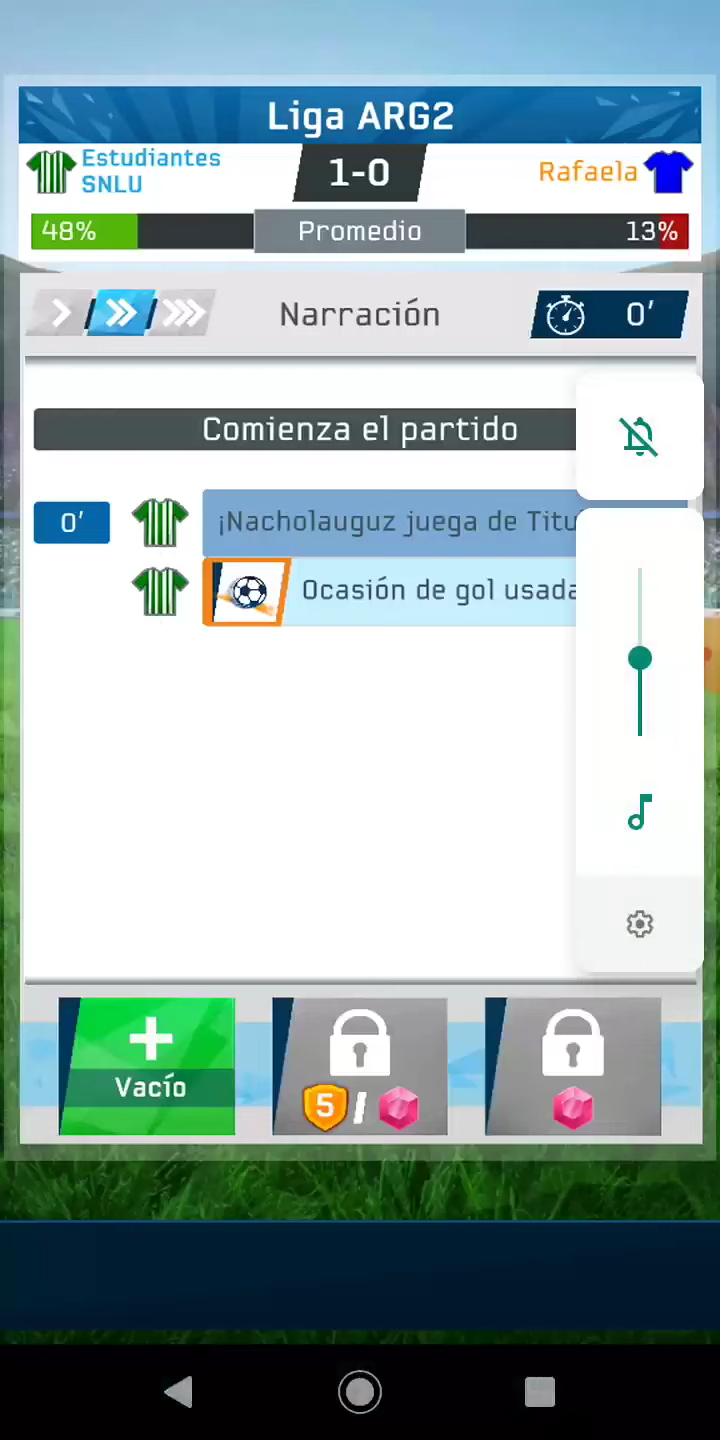 Liga ARG2
Estudiantes
SNLU
1-0
Rafaela
48%
Promedio
13%
Narración
0'
Comienza el partido
0'
¡Nacholauguz juega de
Ocasión de gol usada
Vacío
5